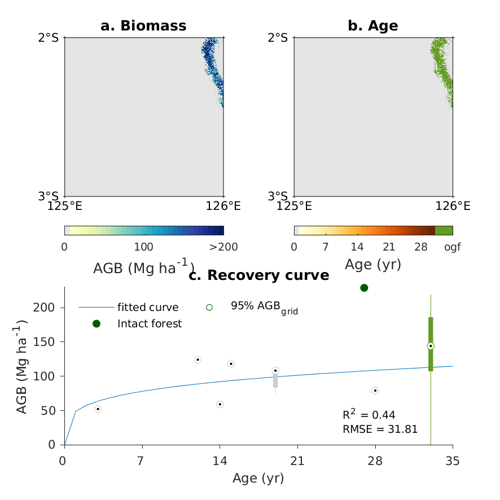 a. Biomass
b. Age
2°S
2°S
3°S
3°S
125°E 126°E
125°E 126°E
0 100 >200
0 7 14 21 28 ogf
AGB (Mg ha⁻¹)
Age (yr)
c. Recovery curve
fitted curve
95% AGB_grid
Intact forest
AGB (Mg ha⁻¹)
200
150
100
50
0
R² = 0.44
RMSE = 31.81
0 7 14 21 28 35
Age (yr)